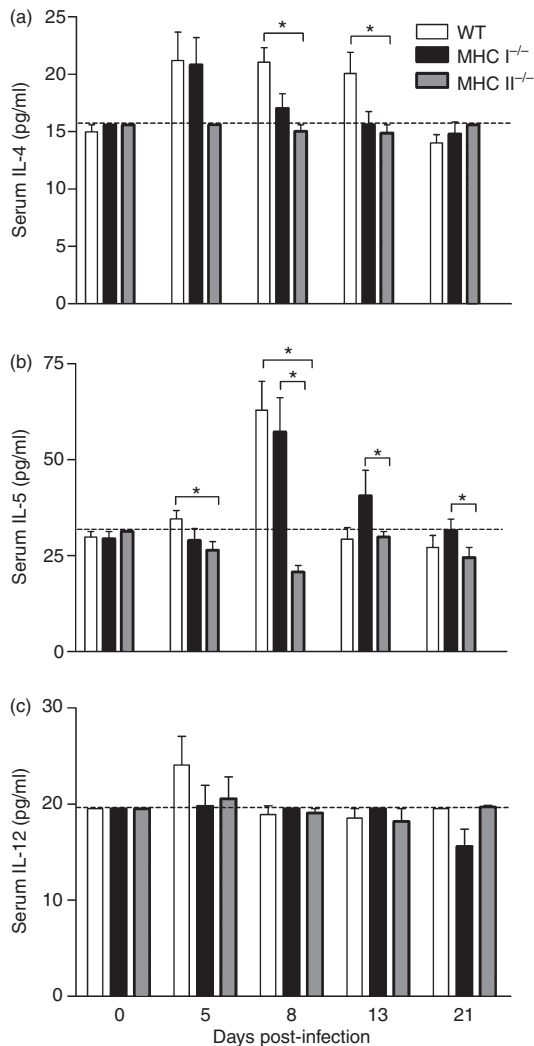 (a)
25
20
15
10
5
0
Serum IL-4 (pg/ml)
* *
WT
MHC I−/−
MHC II−/−
(b)
75
50
25
0
Serum IL-5 (pg/ml)
* * * * *
(c)
30
20
10
0
Serum IL-12 (pg/ml)
0 5 8 13 21
Days post-infection